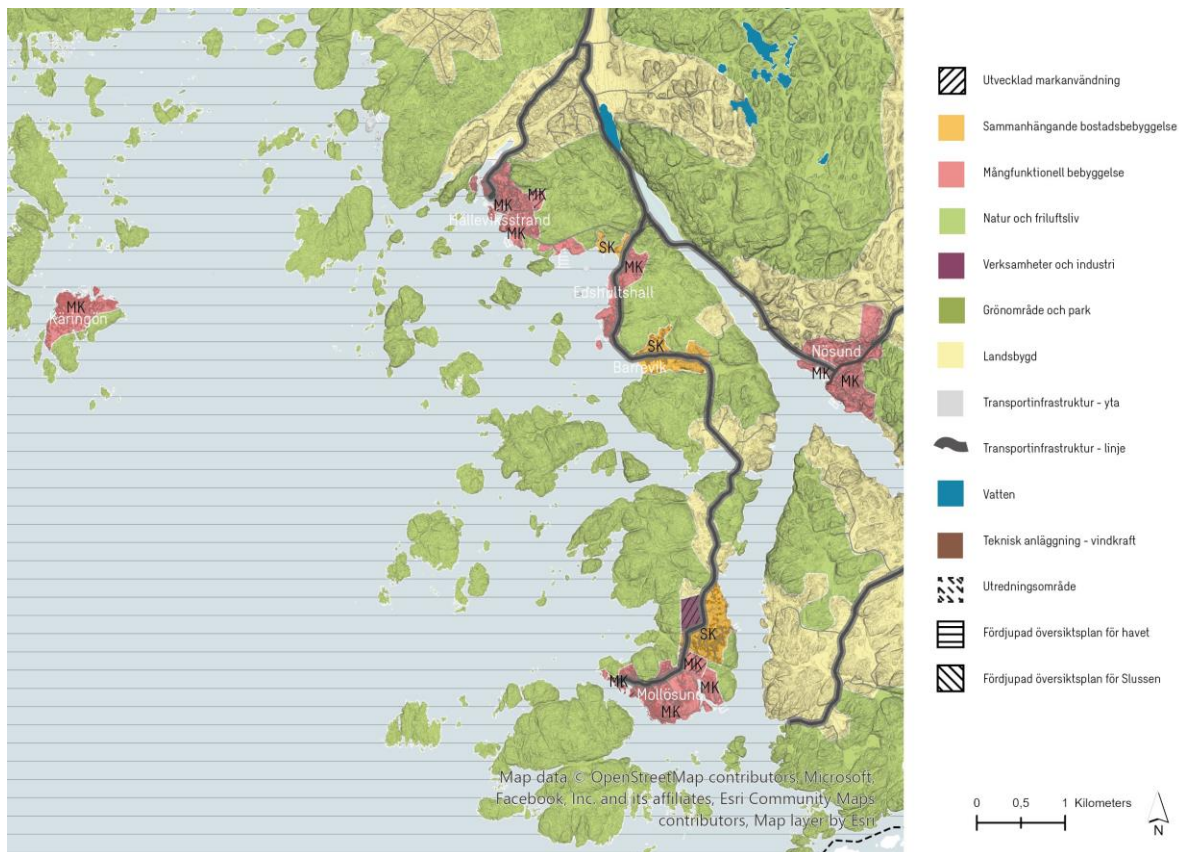 MK
MK
Hälleviksstrand
MK
SK
MK
Edshultshall
MK
Käringön
SK
Barrevik
Nösund
MK
MK
SK
MK
MK
Mollösund
MK
MK
Map data © OpenStreetMap contributors, Microsoft,
Facebook, Inc. and its affiliates, Esri Community Maps
contributors, Map layer by Esri
Utvecklad markanvändning
Sammanhängande bostadsbebyggelse
Mångfunktionell bebyggelse
Natur och friluftsliv
Verksamheter och industri
Grönområde och park
Landsbygd
Transportinfrastruktur - yta
Transportinfrastruktur - linje
Vatten
Teknisk anläggning - vindkraft
Utredningsområde
Fördjupad översiktsplan för havet
Fördjupad översiktsplan för Slussen
0 0,5 1 Kilometers
N